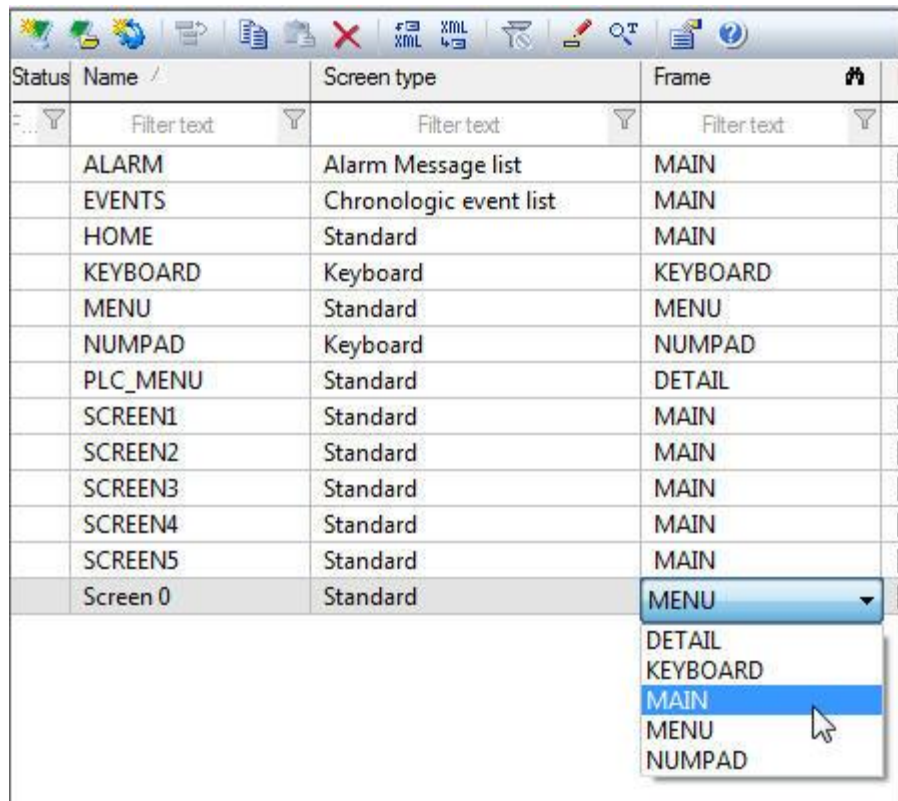 XML XML
Status Name Screen type Frame
F... Filter text Filter text Filter text
ALARM Alarm Message list MAIN
EVENTS Chronologic event list MAIN
HOME Standard MAIN
KEYBOARD Keyboard KEYBOARD
MENU Standard MENU
NUMPAD Keyboard NUMPAD
PLC_MENU Standard DETAIL
SCREEN1 Standard MAIN
SCREEN2 Standard MAIN
SCREEN3 Standard MAIN
SCREEN4 Standard MAIN
SCREEN5 Standard MAIN
Screen 0 Standard MENU
DETAIL
KEYBOARD
MAIN
MENU
NUMPAD